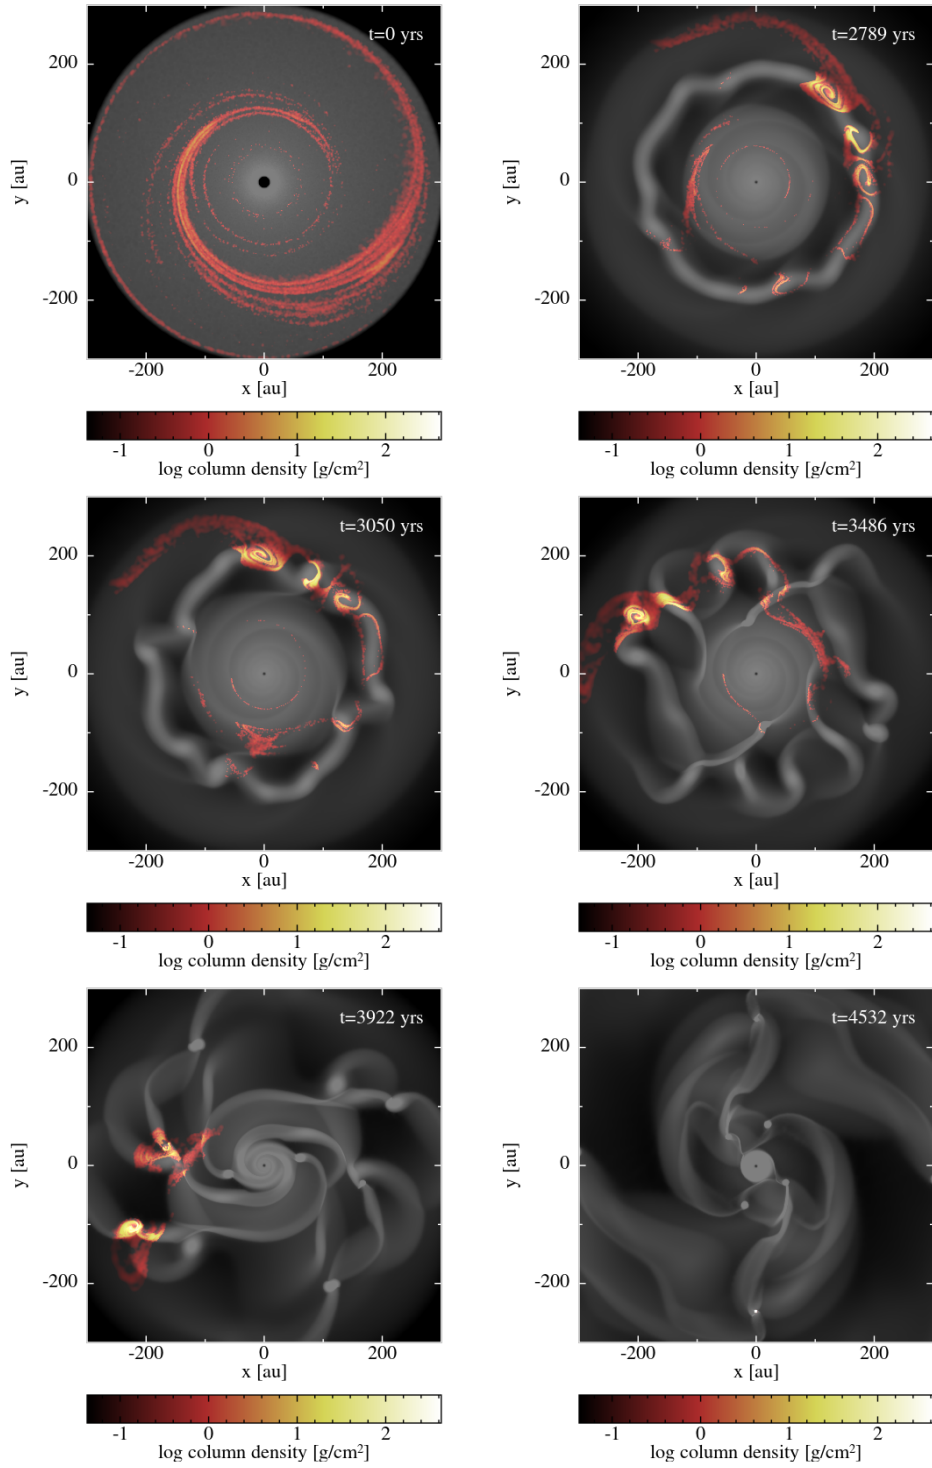 t=0 yrs
200
0
-200
y [au]
-200 0 200
x [au]
-1 0 1 2
log column density [g/cm²]
t=2789 yrs
200
0
-200
y [au]
-200 0 200
x [au]
-1 0 1 2
log column density [g/cm²]
t=3050 yrs
200
0
-200
y [au]
-200 0 200
x [au]
-1 0 1 2
log column density [g/cm²]
t=3486 yrs
200
0
-200
y [au]
-200 0 200
x [au]
-1 0 1 2
log column density [g/cm²]
t=3922 yrs
200
0
-200
y [au]
-200 0 200
x [au]
-1 0 1 2
log column density [g/cm²]
t=4532 yrs
200
0
-200
y [au]
-200 0 200
x [au]
-1 0 1 2
log column density [g/cm²]